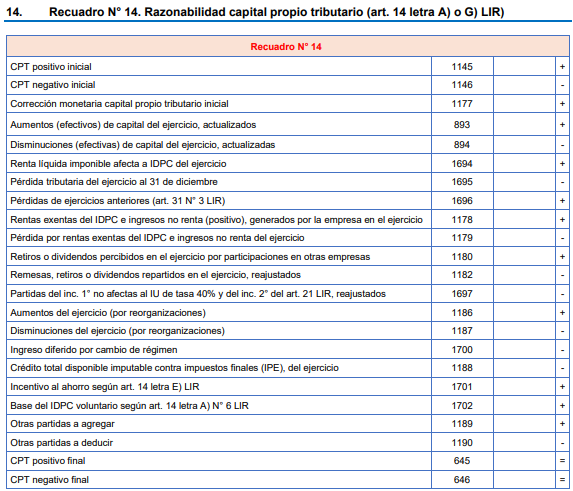 14. Recuadro N° 14. Razonabilidad capital propio tributario (art. 14 letra A) o G) LIR)
Recuadro N° 14
CPT positivo inicial 1145 +
CPT negativo inicial 1146 -
Corrección monetaria capital propio tributario inicial 1177 +
Aumentos (efectivos) de capital del ejercicio, actualizados 893 +
Disminuciones (efectivas) de capital del ejercicio, actualizadas 894 -
Renta líquida imponible afecta a IDPC del ejercicio 1694 +
Pérdida tributaria del ejercicio al 31 de diciembre 1695 -
Pérdidas de ejercicios anteriores (art. 31 N° 3 LIR) 1696 +
Rentas exentas del IDPC e ingresos no renta (positivo), generados por la empresa en el ejercicio 1178 +
Pérdida por rentas exentas del IDPC e ingresos no renta del ejercicio 1179 -
Retiros o dividendos percibidos en el ejercicio por participaciones en otras empresas 1180 +
Remesas, retiros o dividendos repartidos en el ejercicio, reajustados 1182 -
Partidas del inc. 1° no afectas al IU de tasa 40% y del inc. 2° del art. 21 LIR, reajustados 1697 -
Aumentos del ejercicio (por reorganizaciones) 1186 +
Disminuciones del ejercicio (por reorganizaciones) 1187 -
Ingreso diferido por cambio de régimen 1700 -
Crédito total disponible imputable contra impuestos finales (IPE), del ejercicio 1188 -
Incentivo al ahorro según art. 14 letra E) LIR 1701 +
Base del IDPC voluntario según art. 14 letra A) N° 6 LIR 1702 +
Otras partidas a agregar 1189 +
Otras partidas a deducir 1190 -
CPT positivo final 645 =
CPT negativo final 646 =